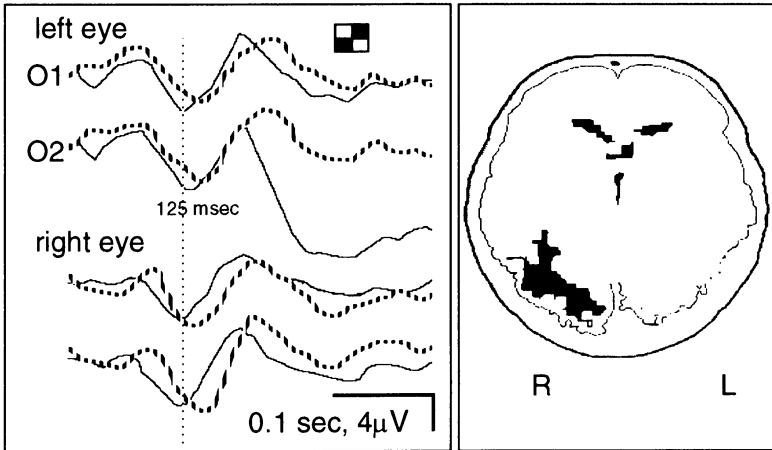 left eye
O1
O2
125 msec
right eye
0.1 sec, 4μV
R L